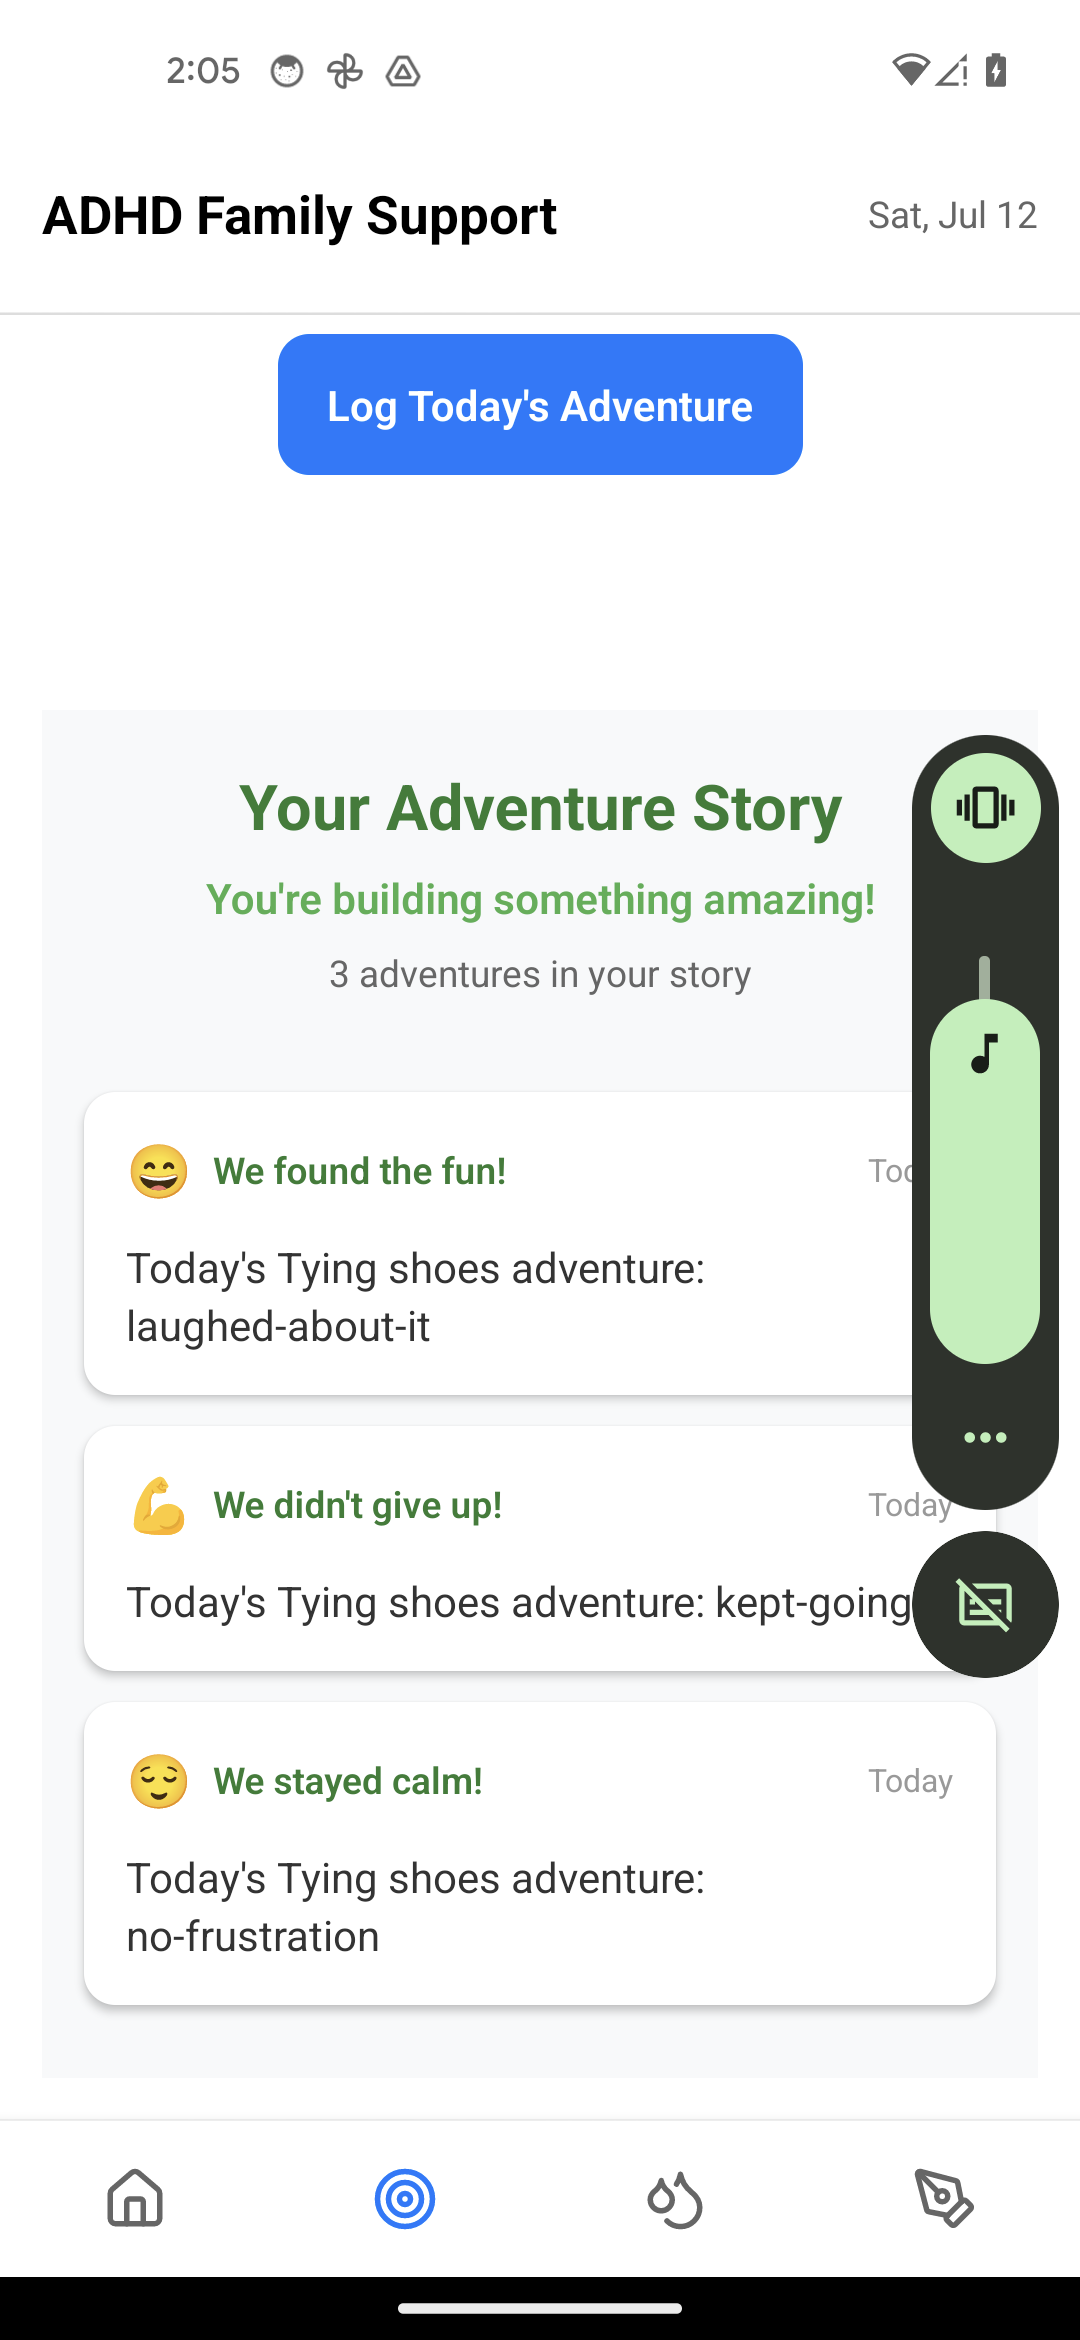 2:05
ADHD Family Support
Sat, Jul 12
Log Today's Adventure
Your Adventure Story
You're building something amazing!
3 adventures in your story
We found the fun!
Today's Tying shoes adventure:
laughed-about-it
We didn't give up!
Today
Today's Tying shoes adventure: kept-going
We stayed calm!
Today
Today's Tying shoes adventure:
no-frustration